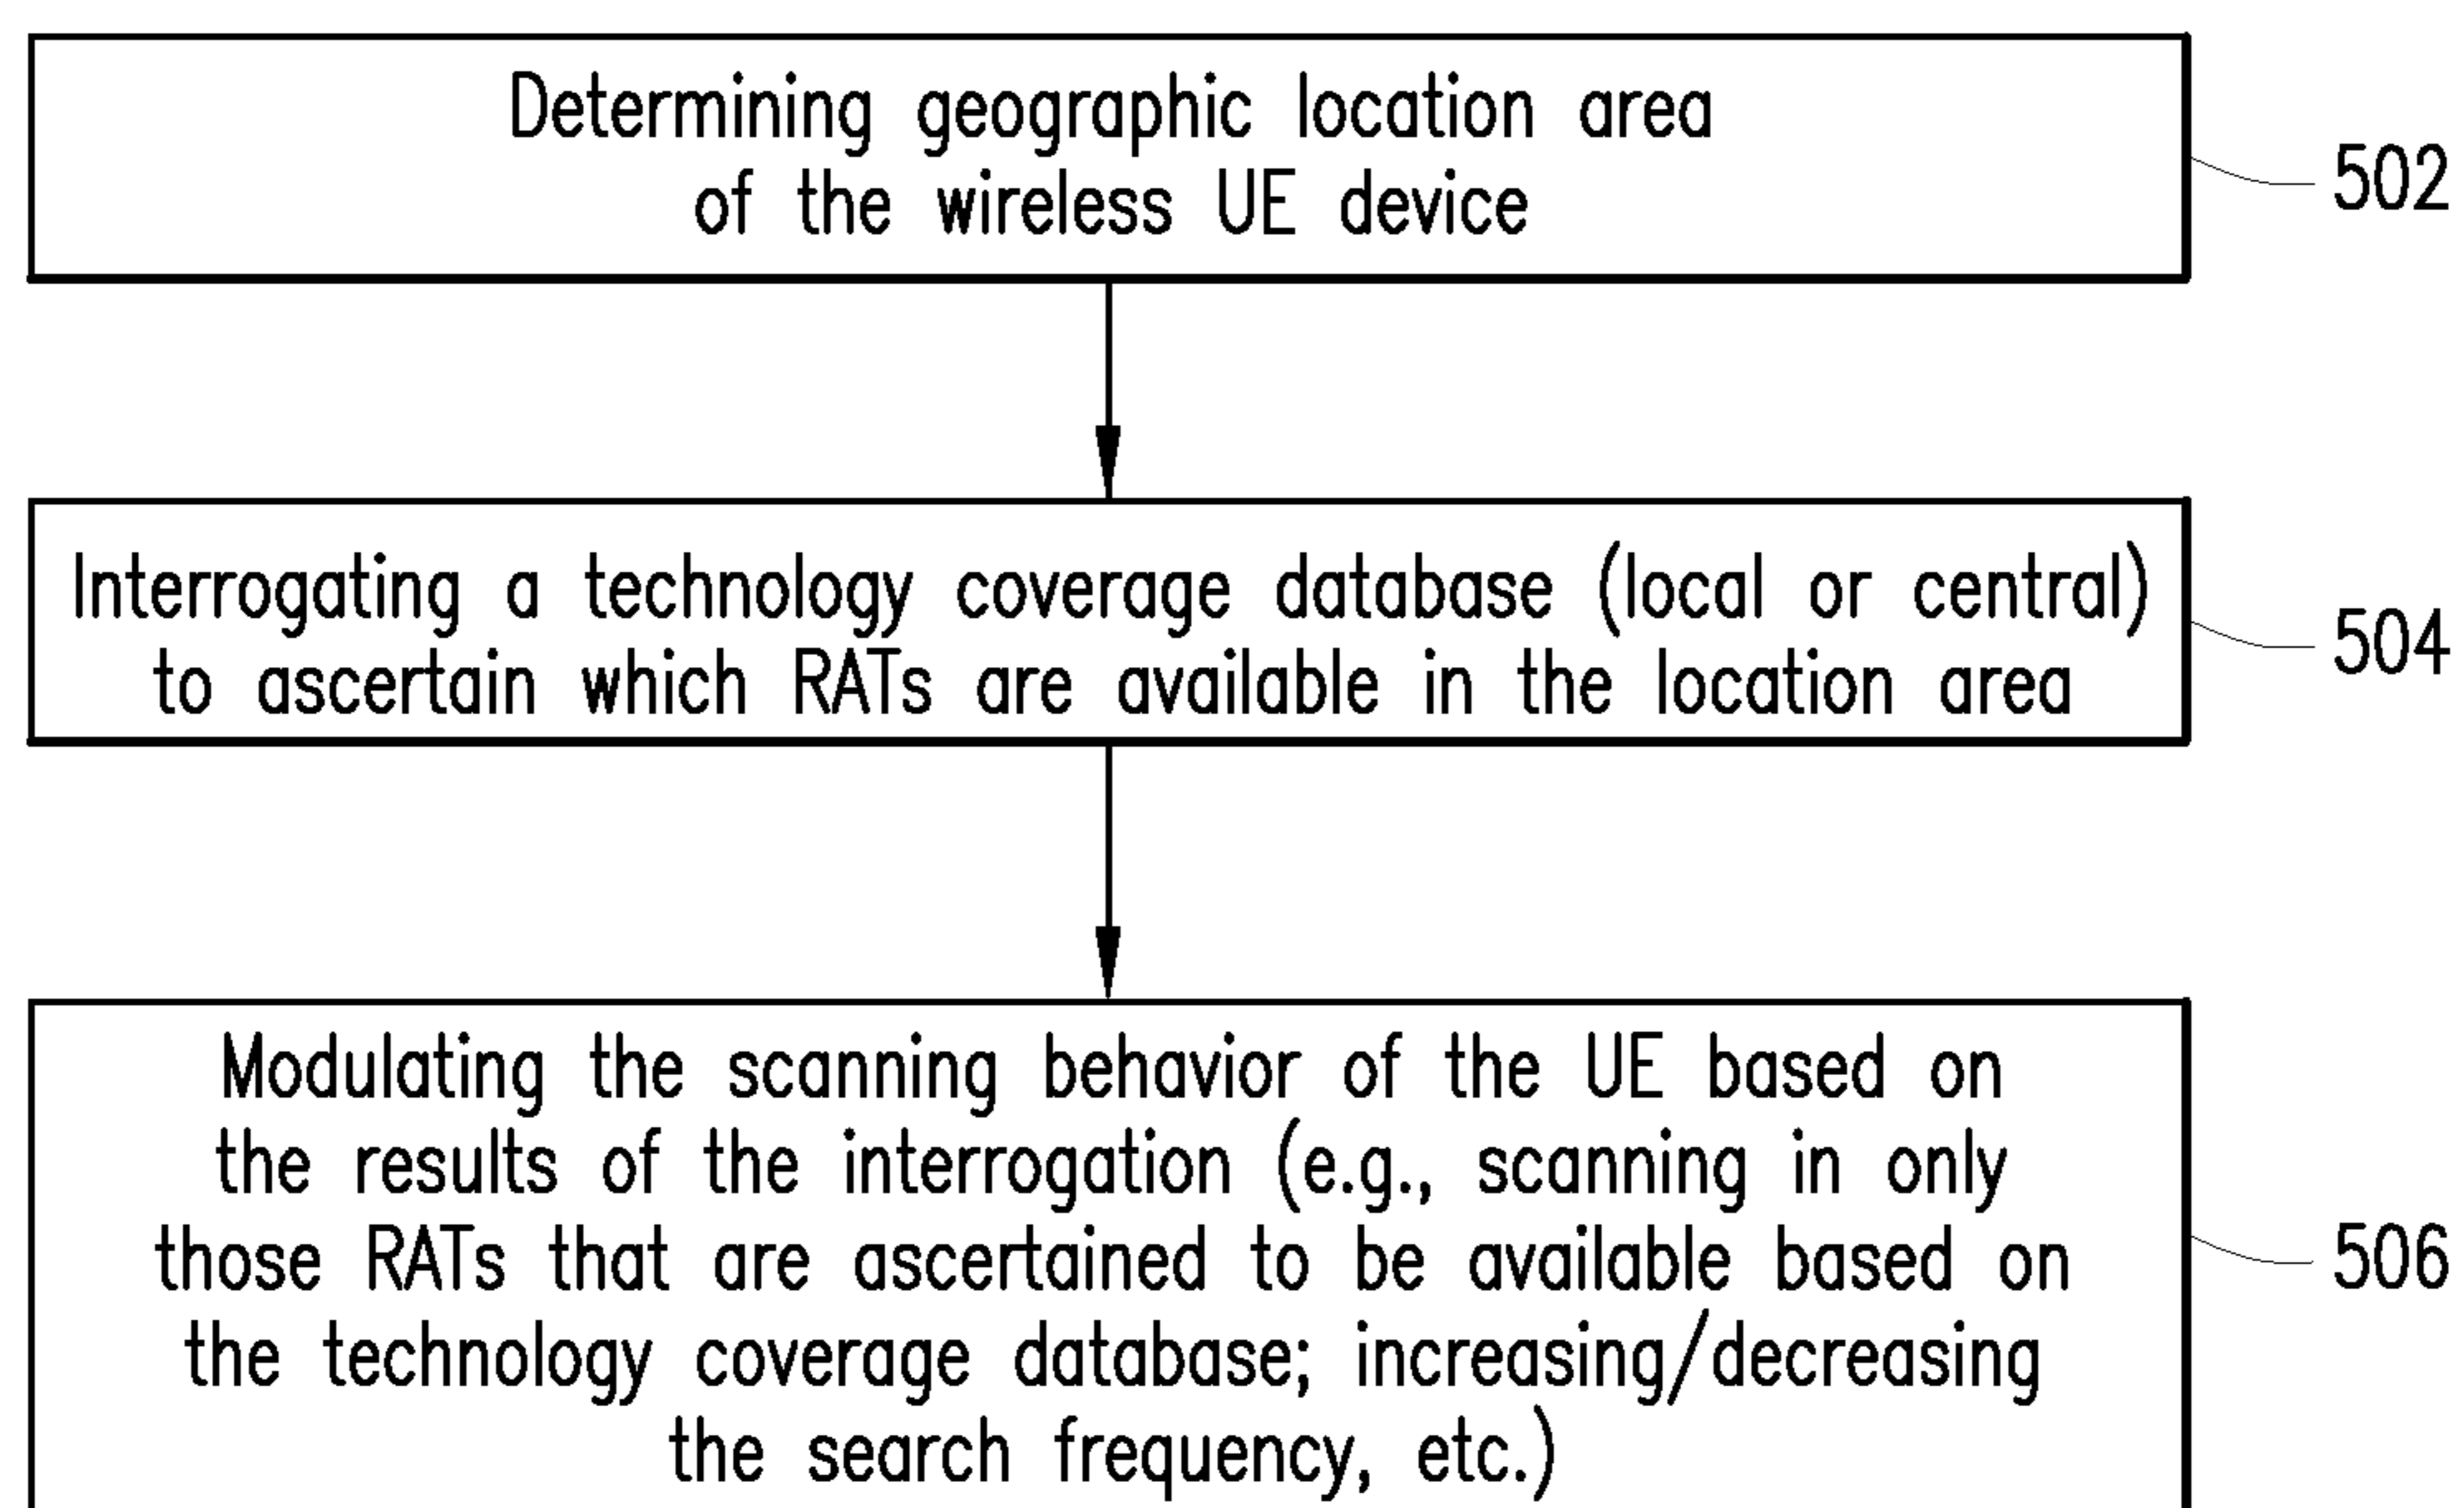 Determining geographic location area
of the wireless UE device
502
Interrogating a technology coverage database (local or central)
to ascertain which RATs are available in the location area
504
Modulating the scanning behavior of the UE based on
the results of the interrogation (e.g., scanning in only
those RATs that are ascertained to be available based on
the technology coverage database; increasing/decreasing
the search frequency, etc.)
506